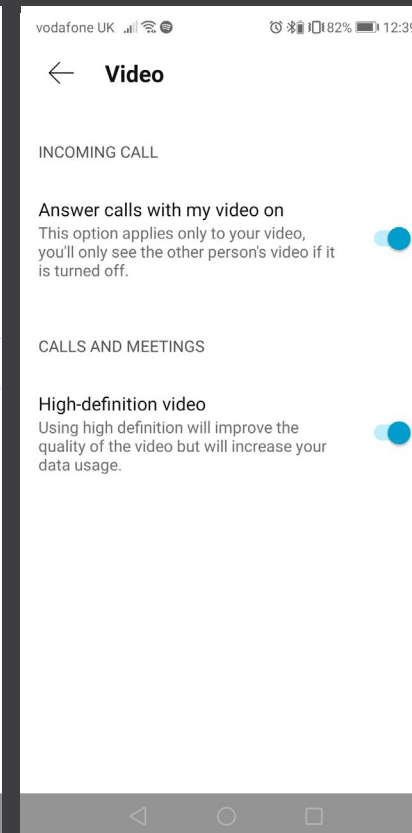 vodafone UK 82% 12:39
Video
INCOMING CALL
Answer calls with my video on
This option applies only to your video,
you'll only see the other person's video if it
is turned off.
CALLS AND MEETINGS
High-definition video
Using high definition will improve the
quality of the video but will increase your
data usage.